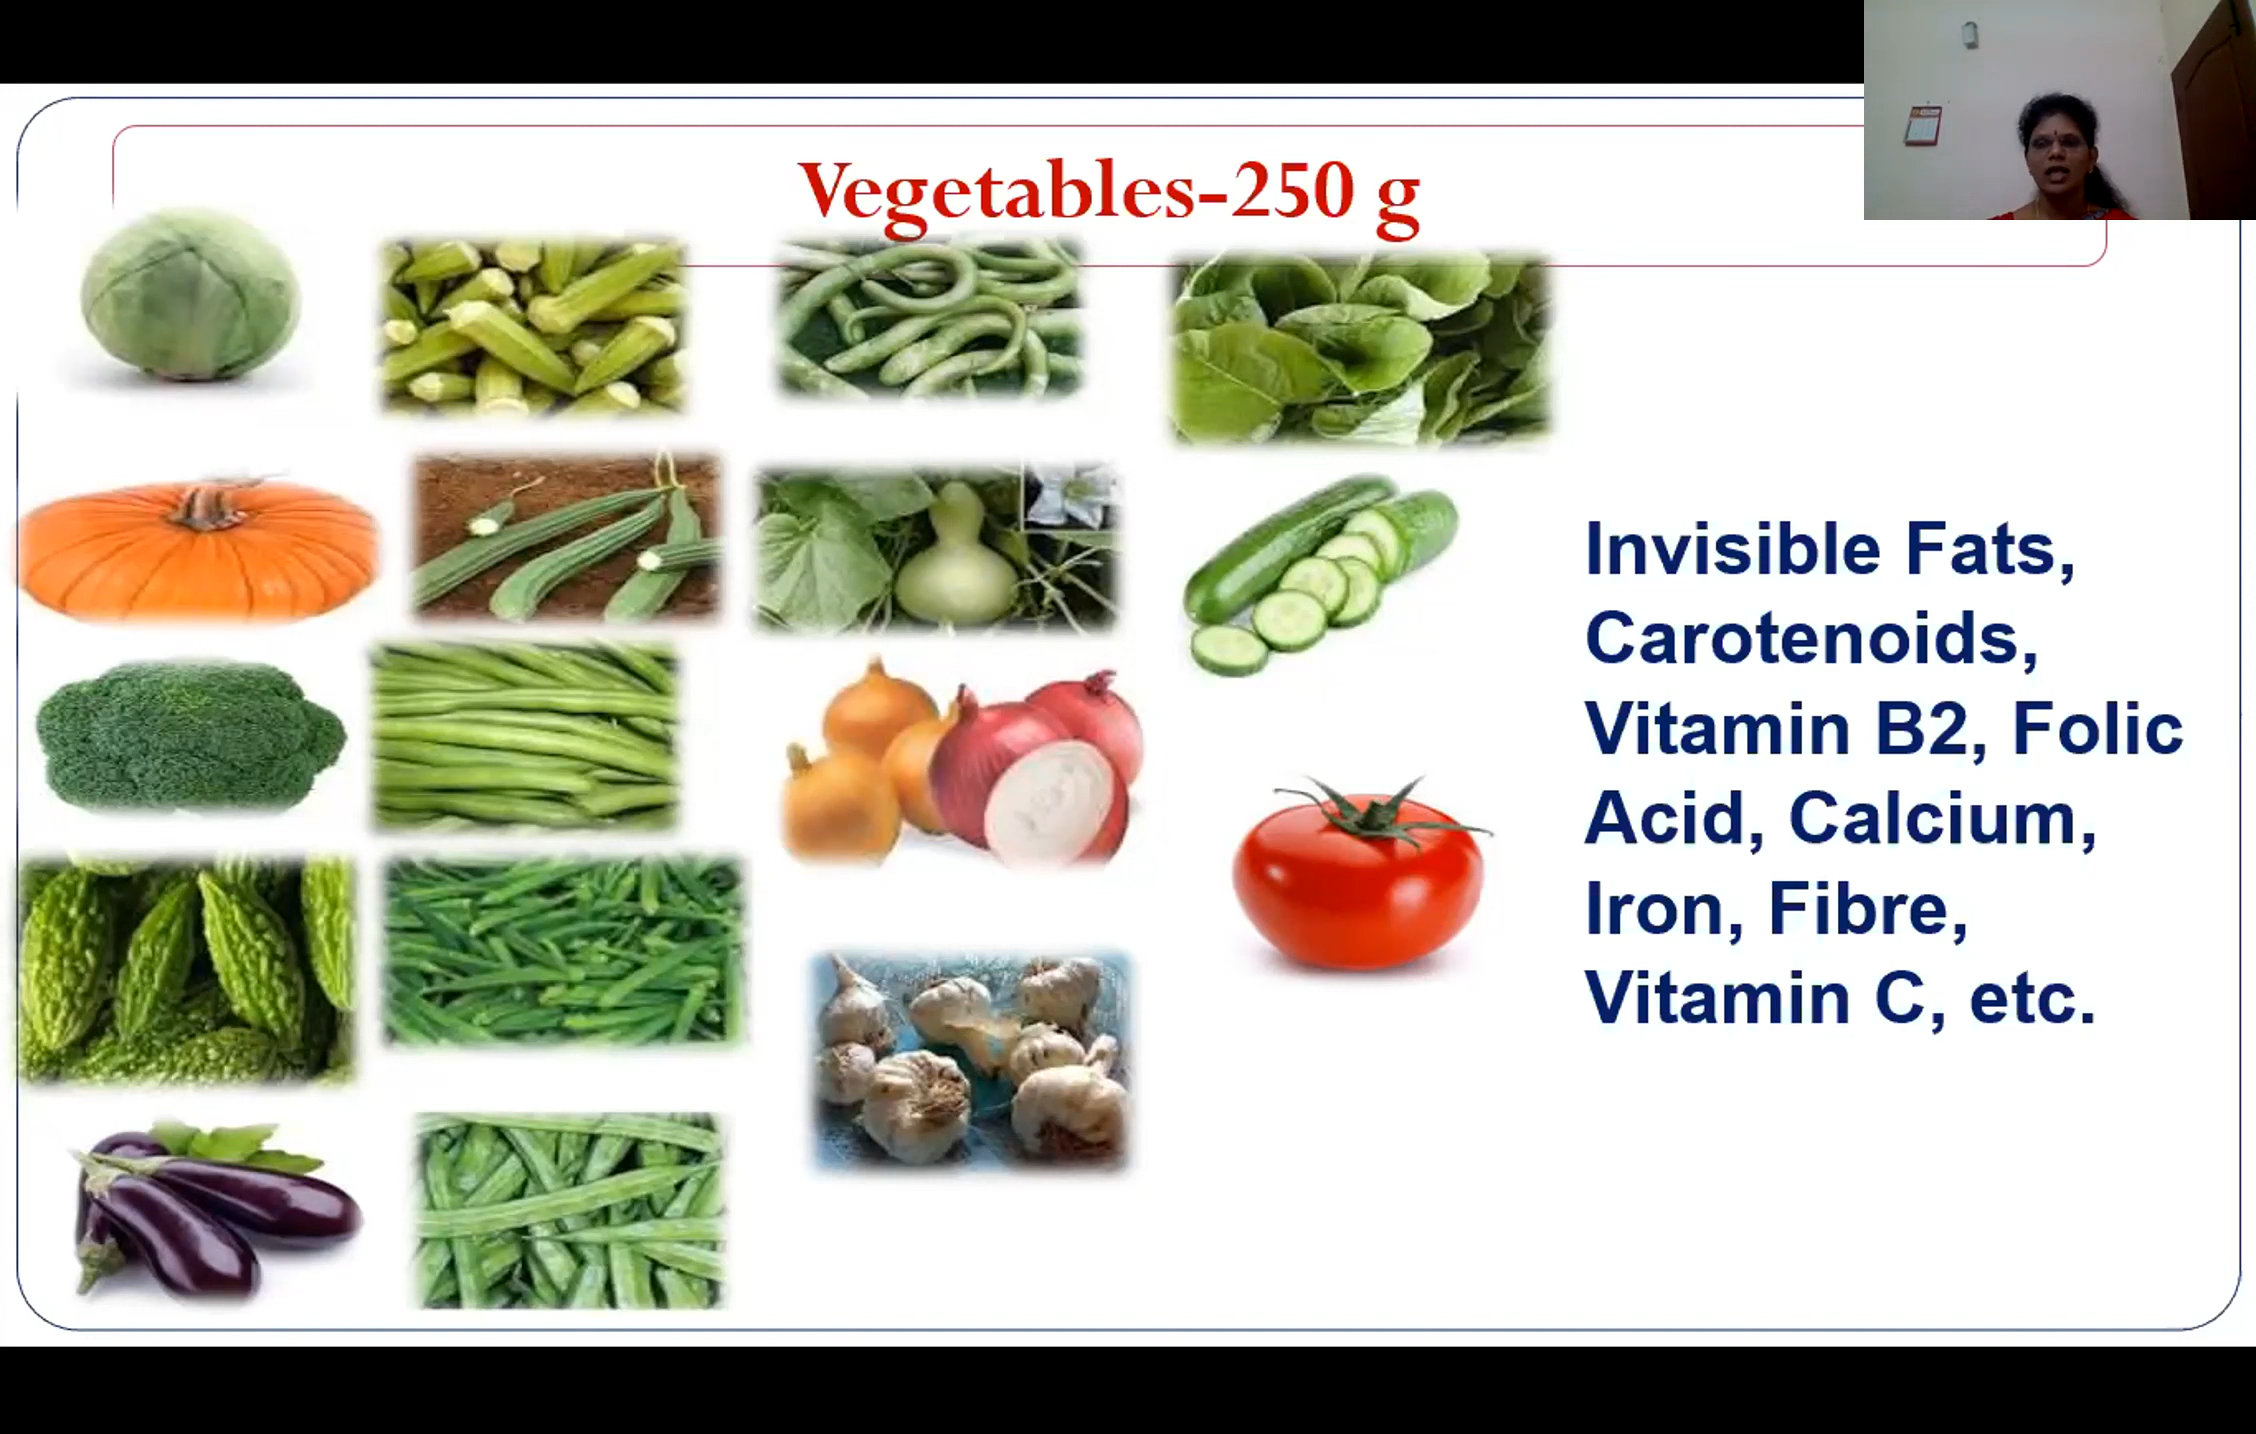 Vegetables-250 g
Invisible Fats,
Carotenoids,
Vitamin B2, Folic
Acid, Calcium,
Iron, Fibre,
Vitamin C, etc.